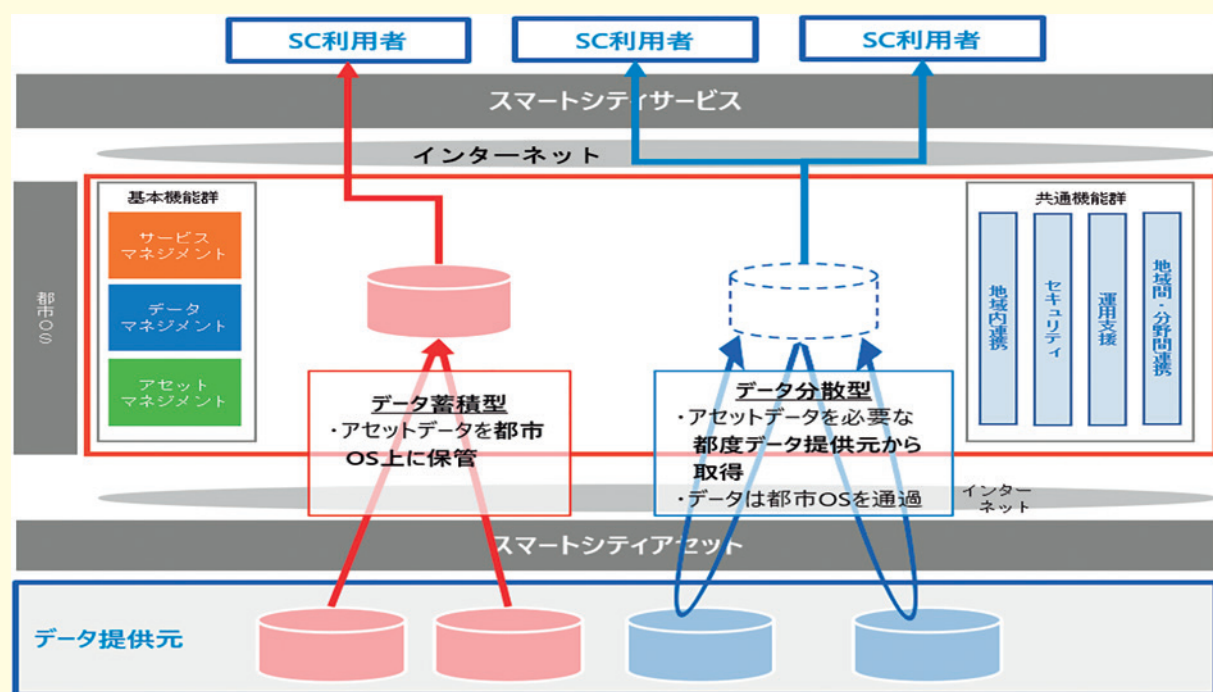 SC利用者
SC利用者
SC利用者
スマートシティサービス
インターネット
都市OS
基本機能群
サービス
マネジメント
データ
マネジメント
アセット
マネジメント
共通機能群
地域内連携
セキュリティ
運用支援
地域間・分野間連携
データ蓄積型
・アセットデータを都市
OS上に保管
データ分散型
・アセットデータを必要な
都度データ提供元から
取得
・データは都市OSを通過
インター
ネット
スマートシティアセット
データ提供元